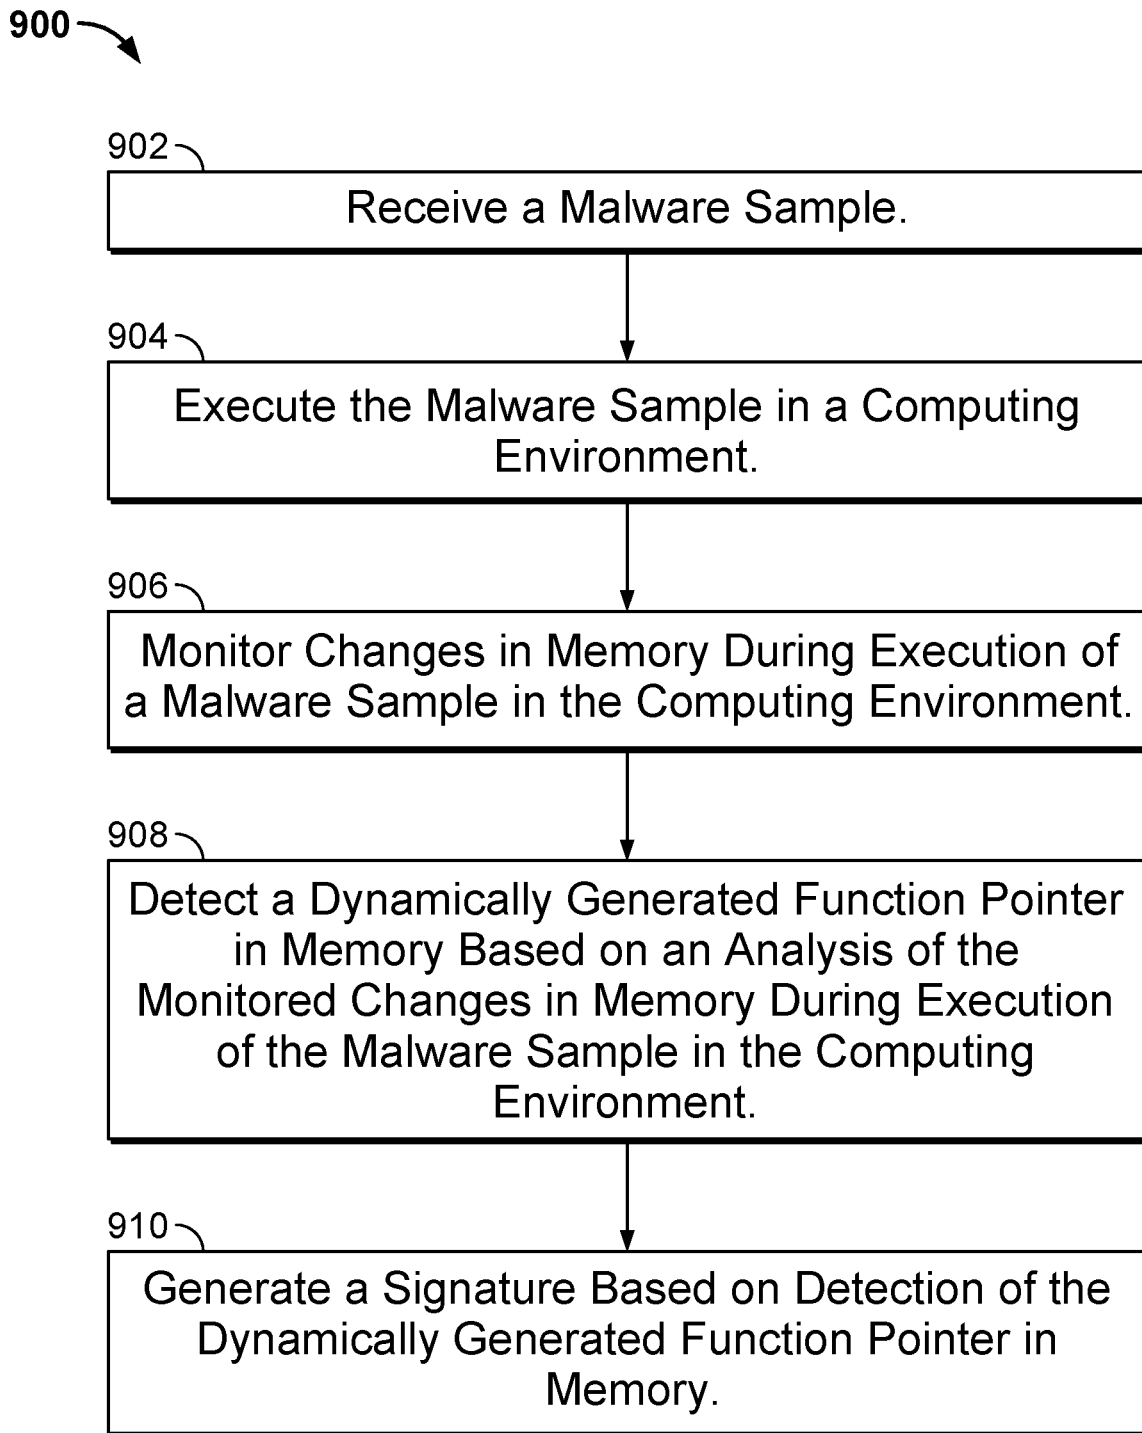 900
902
Receive a Malware Sample.
904
Execute the Malware Sample in a Computing
Environment.
906
Monitor Changes in Memory During Execution of
a Malware Sample in the Computing Environment.
908
Detect a Dynamically Generated Function Pointer
in Memory Based on an Analysis of the
Monitored Changes in Memory During Execution
of the Malware Sample in the Computing
Environment.
910
Generate a Signature Based on Detection of the
Dynamically Generated Function Pointer in
Memory.